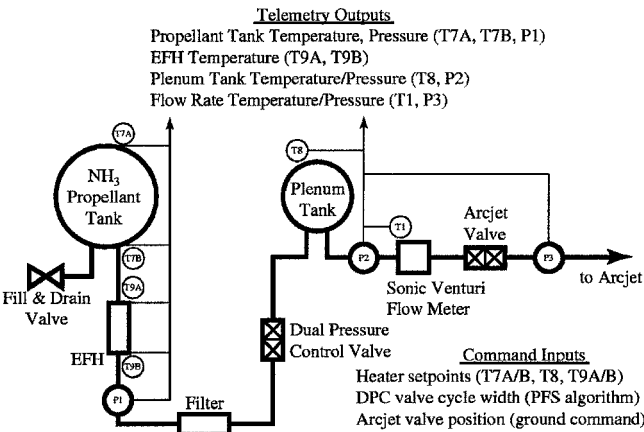 Telemetry Outputs
Propellant Tank Temperature, Pressure (T7A, T7B, P1)
EFH Temperature (T9A, T9B)
Plenum Tank Temperature/Pressure (T8, P2)
Flow Rate Temperature/Pressure (T1, P3)
T7A
NH3
Propellant
Tank
T7B
Fill & Drain
Valve
T9A
EFH
T9B
P1
Filter
T8
Plenum
Tank
T1
P2
Sonic Venturi
Flow Meter
Arcjet
Valve
P3
to Arcjet
Dual Pressure
Control Valve
Command Inputs
Heater setpoints (T7A/B, T8, T9A/B)
DPC valve cycle width (PFS algorithm)
Arcjet valve position (ground command)